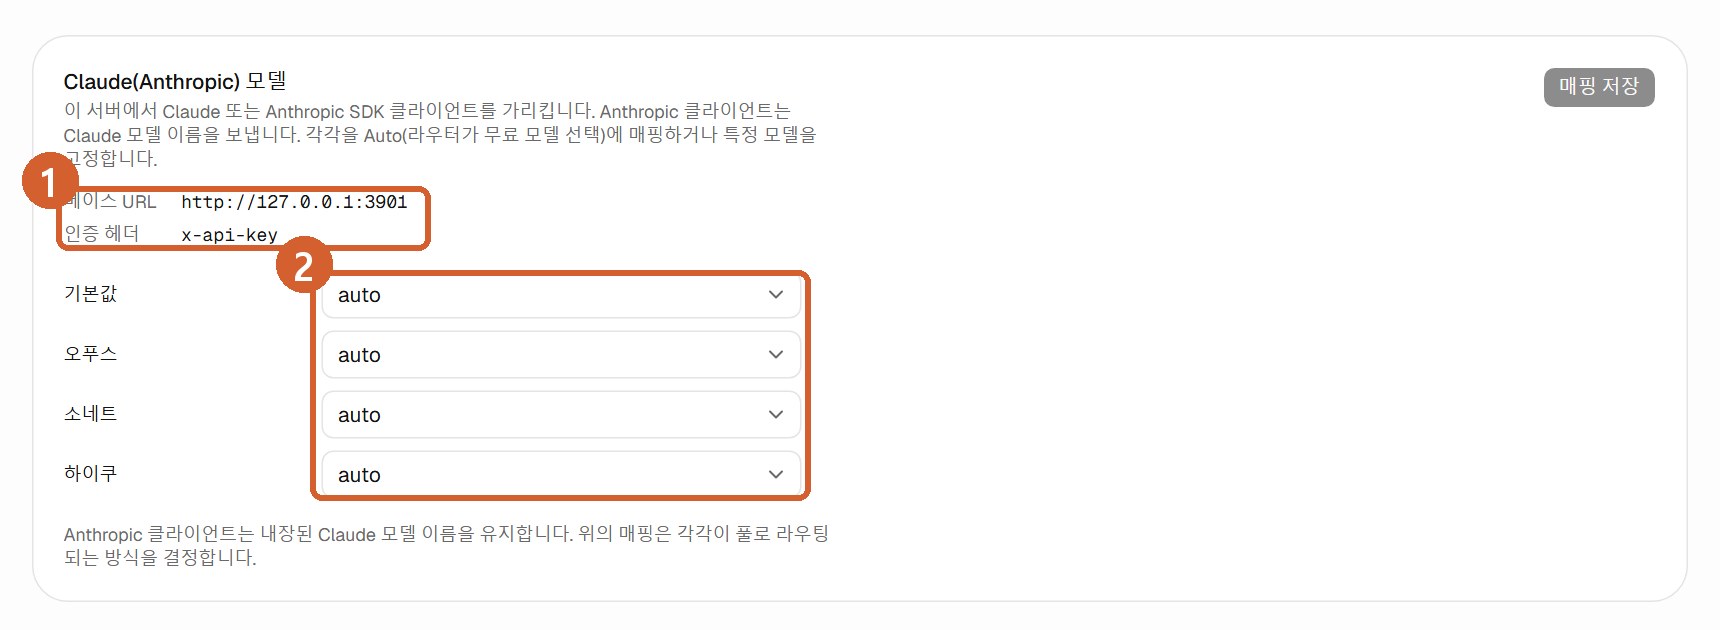 Claude(Anthropic) 모델
매핑 저장
이 서버에서 Claude 또는 Anthropic SDK 클라이언트를 가리킵니다. Anthropic 클라이언트는
Claude 모델 이름을 보냅니다. 각각을 Auto(라우터가 무료 모델 선택)에 매핑하거나 특정 모델을
고정합니다.
1
베이스 URL http://127.0.0.1:3901
인증 헤더 x-api-key
2
기본값 auto
오푸스 auto
소네트 auto
하이쿠 auto
Anthropic 클라이언트는 내장된 Claude 모델 이름을 유지합니다. 위의 매핑은 각각이 풀로 라우팅
되는 방식을 결정합니다.